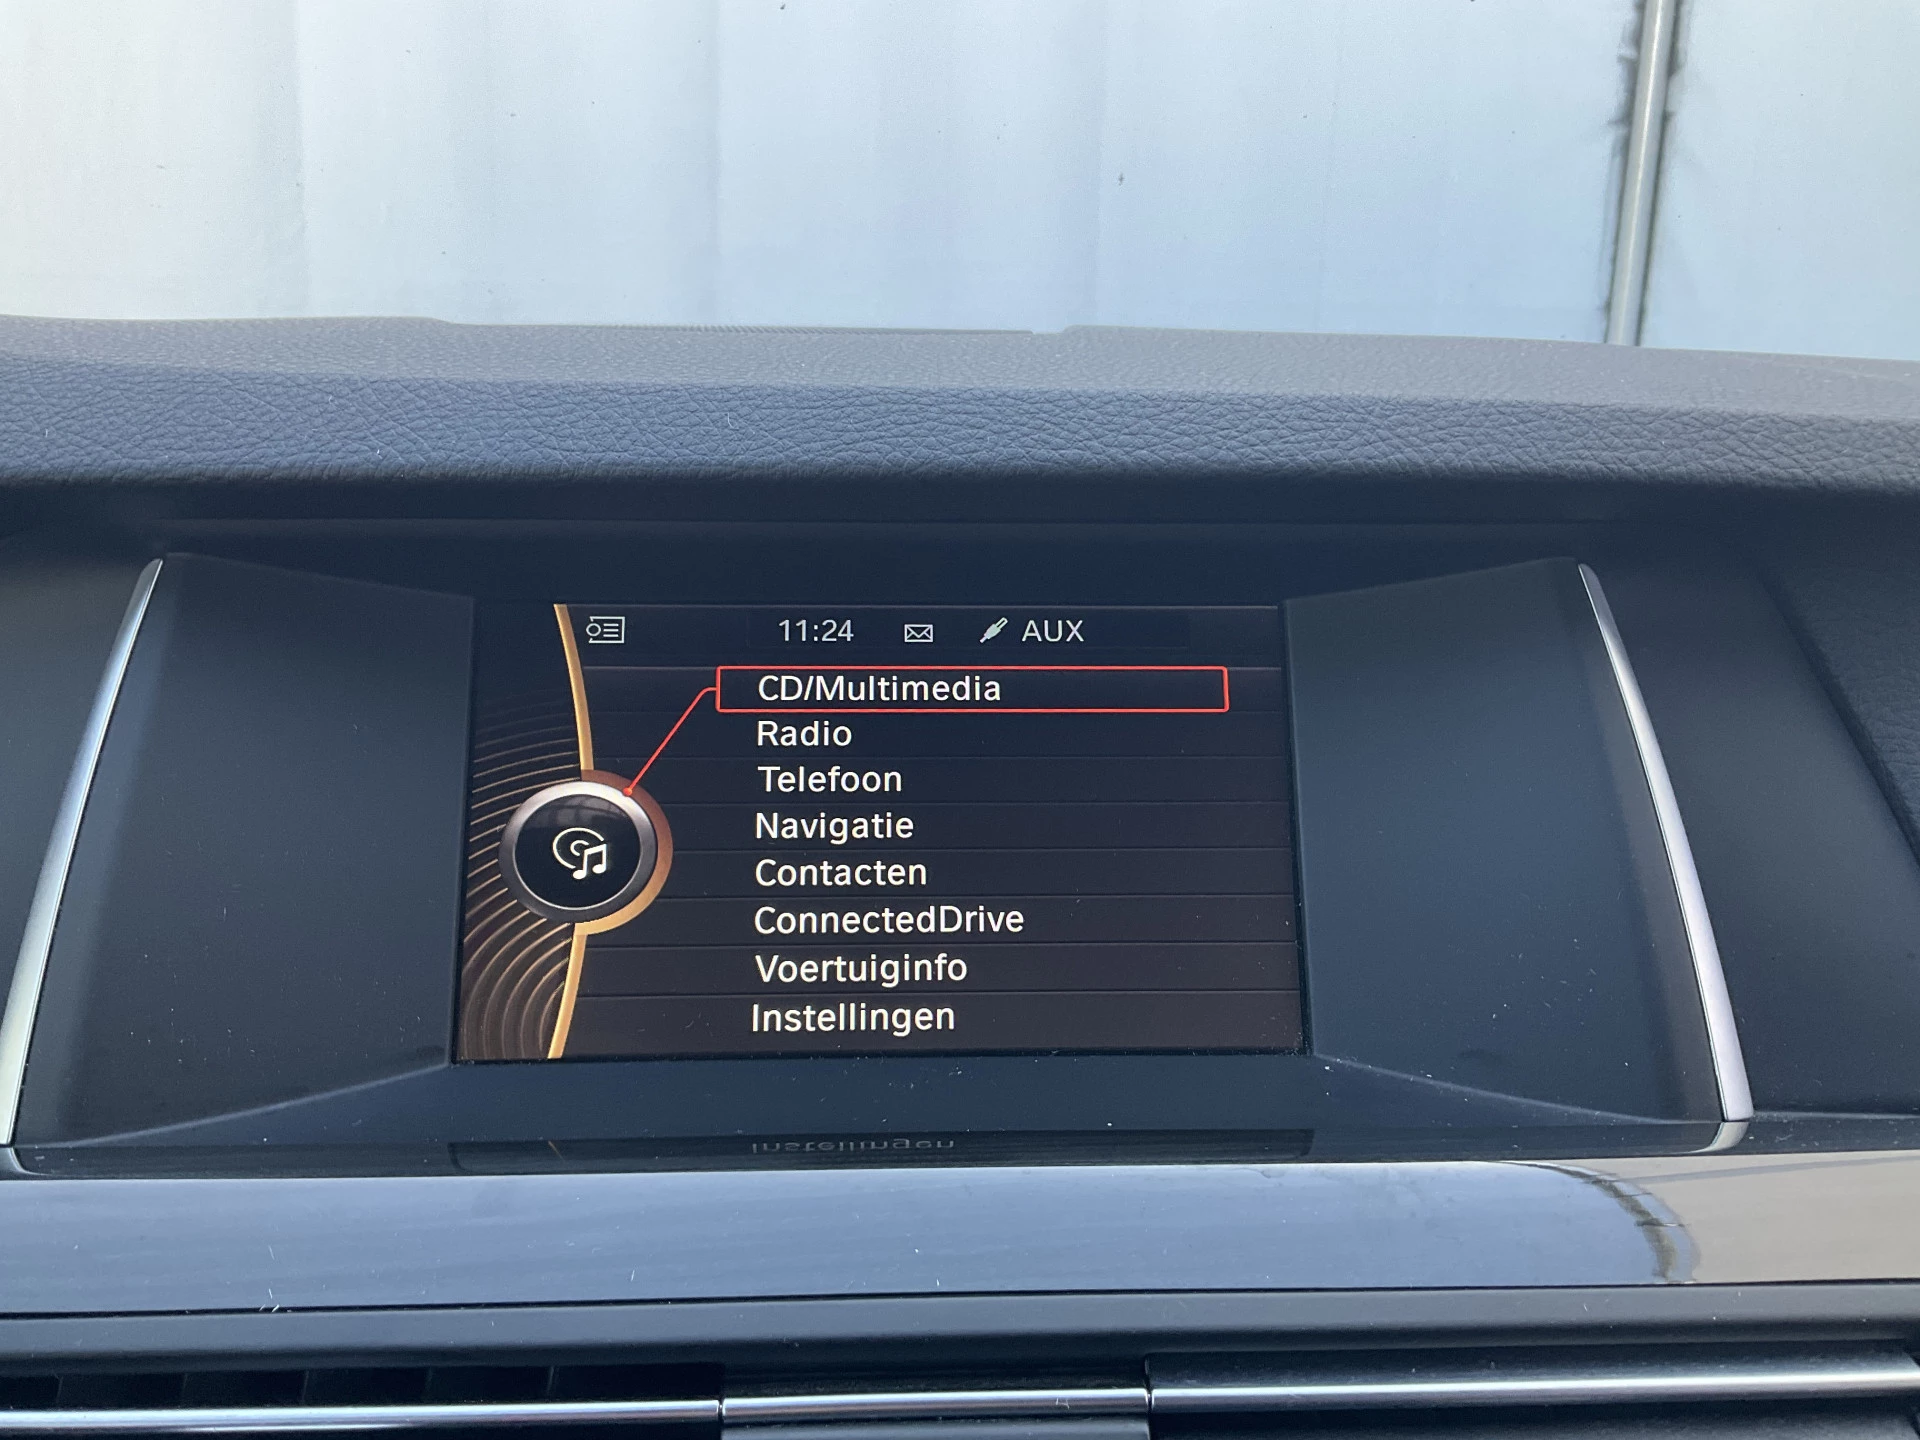 11:24 AUX
CD/Multimedia
Radio
Telefoon
Navigatie
Contacten
ConnectedDrive
Voertuiginfo
Instellingen